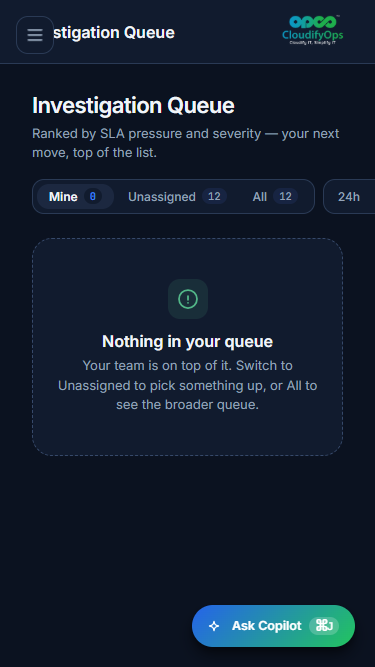 stigation Queue
CloudifyOps
Cloudify IT, Simplify IT
Investigation Queue
Ranked by SLA pressure and severity — your next
move, top of the list.
Mine 0 Unassigned 12 All 12 24h
Nothing in your queue
Your team is on top of it. Switch to
Unassigned to pick something up, or All to
see the broader queue.
Ask Copilot ⌘J